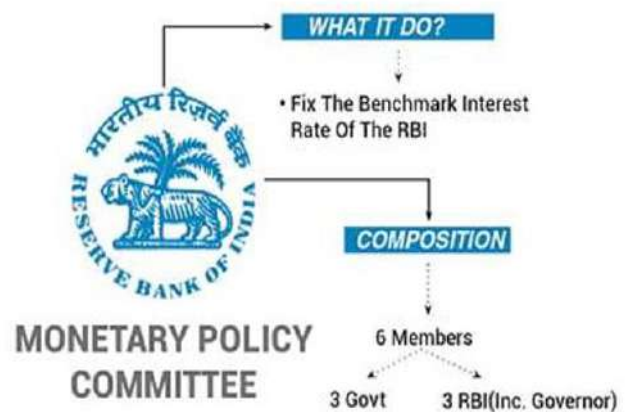 WHAT IT DO?
• Fix The Benchmark Interest
Rate Of The RBI
भारतीय रिज़र्व बैंक
RESERVE BANK OF INDIA
MONETARY POLICY
COMMITTEE
COMPOSITION
6 Members
3 Govt
3 RBI(Inc. Governor)